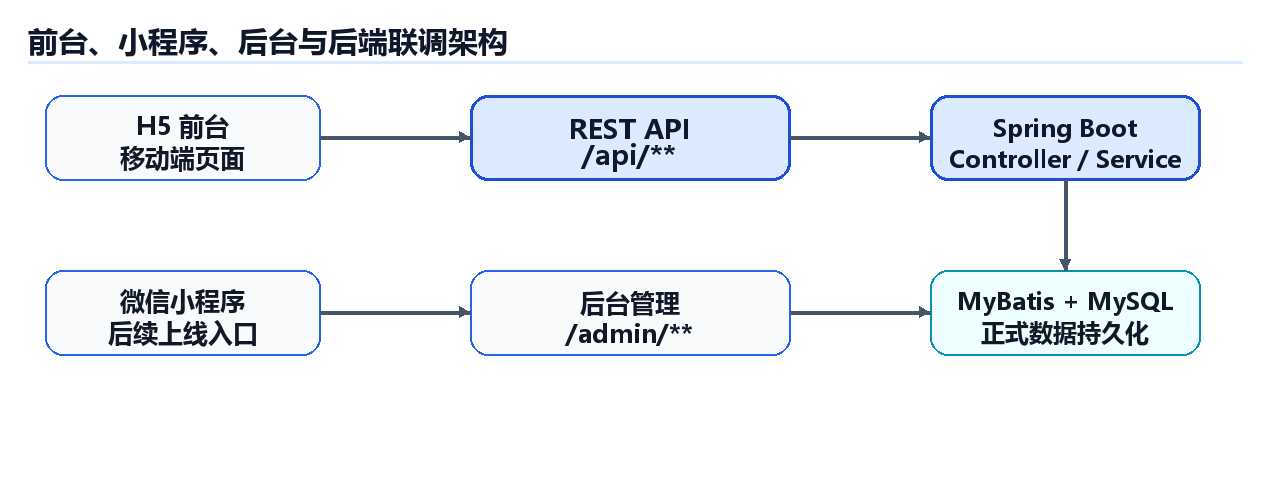 前台、小程序、后台与后端联调架构
H5 前台
移动端页面
REST API
/api/**
Spring Boot
Controller / Service
微信小程序
后续上线入口
后台管理
/admin/**
MyBatis + MySQL
正式数据持久化